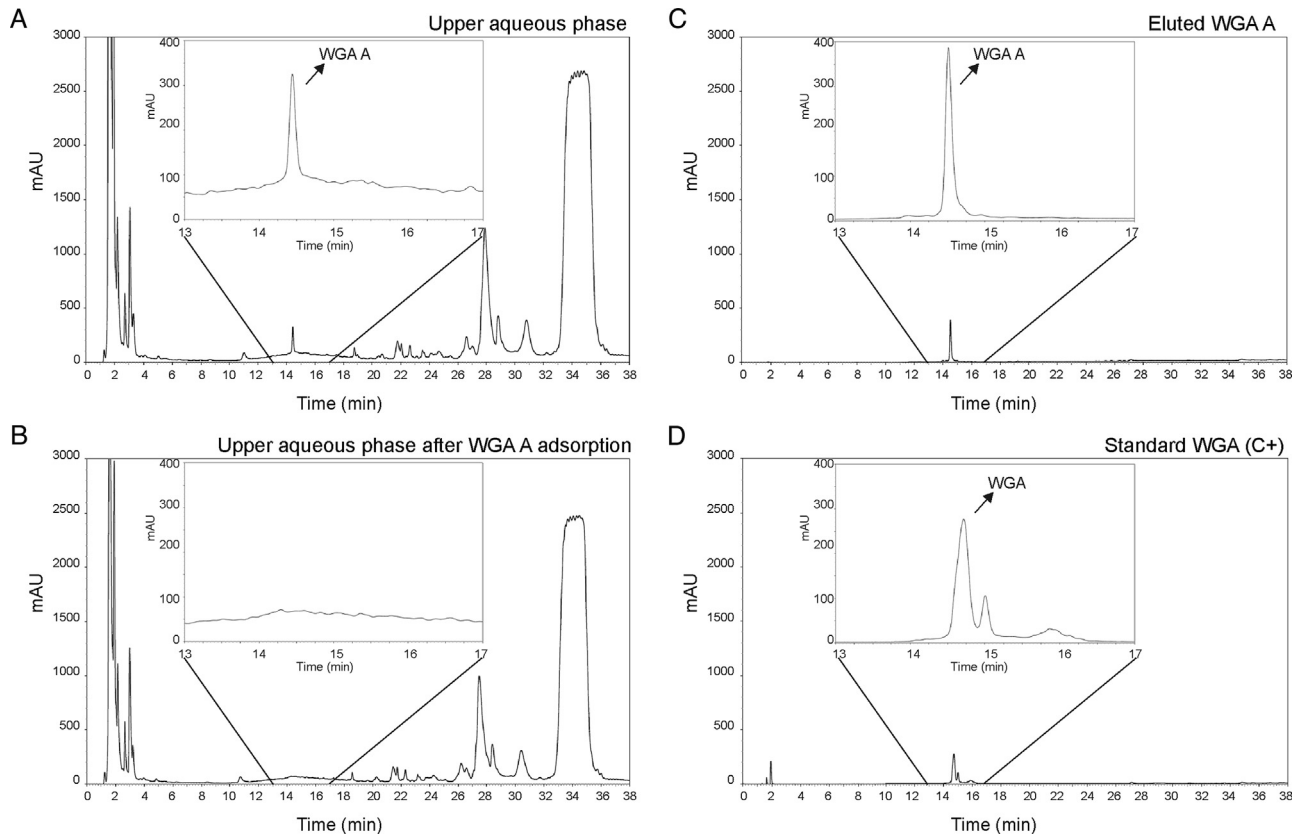 A
Upper aqueous phase
3000
2500
2000
1500
1000
500
0
mAU
0 2 4 6 8 10 12 14 16 18 20 22 24 26 28 30 32 34 36 38
Time (min)
400
300
200
100
0
mAU
WGA A
13 14 15 16 17
Time (min)
C
Eluted WGA A
3000
2500
2000
1500
1000
500
0
mAU
0 2 4 6 8 10 12 14 16 18 20 22 24 26 28 30 32 34 36 38
Time (min)
400
300
200
100
0
mAU
WGA A
13 14 15 16 17
Time (min)
B
Upper aqueous phase after WGA A adsorption
3000
2500
2000
1500
1000
500
0
mAU
0 2 4 6 8 10 12 14 16 18 20 22 24 26 28 30 32 34 36 38
Time (min)
400
300
200
100
0
mAU
13 14 15 16 17
Time (min)
D
Standard WGA (C+)
3000
2500
2000
1500
1000
500
0
mAU
0 2 4 6 8 10 12 14 16 18 20 22 24 26 28 30 32 34 36 38
Time (min)
400
300
200
100
0
mAU
WGA
13 14 15 16 17
Time (min)